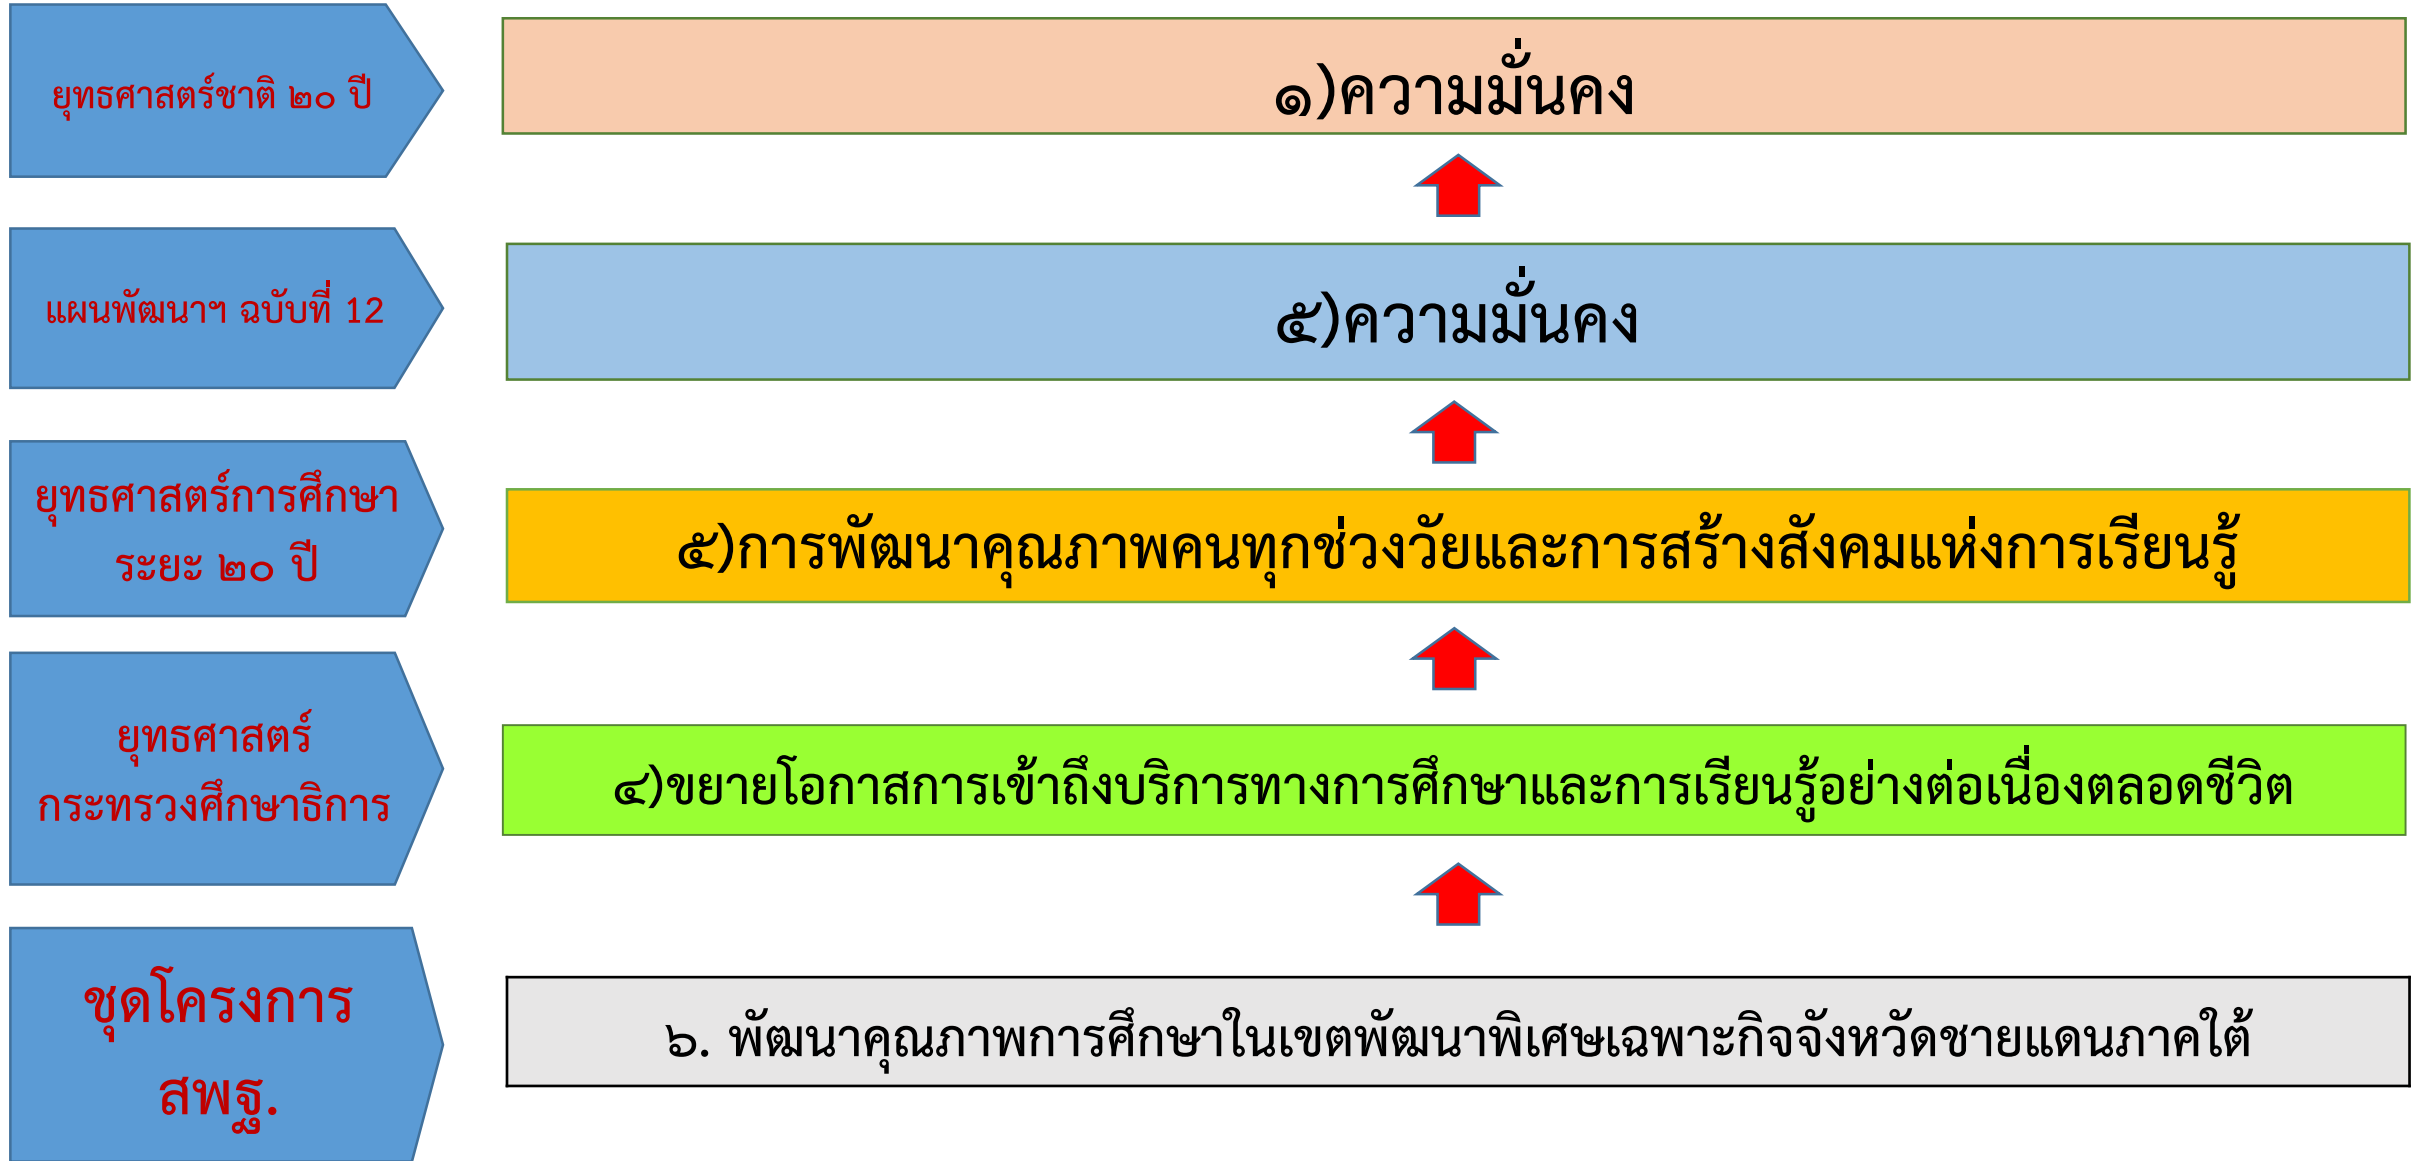 ยุทธศาสตร์ชาติ ๒๐ ปี
๑)ความมั่นคง
แผนพัฒนาฯ ฉบับที่ 12
๕)ความมั่นคง
ยุทธศาสตร์การศึกษา
ระยะ ๒๐ ปี
๕)การพัฒนาคุณภาพคนทุกช่วงวัยและการสร้างสังคมแห่งการเรียนรู้
ยุทธศาสตร์
กระทรวงศึกษาธิการ
๔)ขยายโอกาสการเข้าถึงบริการทางการศึกษาและการเรียนรู้อย่างต่อเนื่องตลอดชีวิต
ชุดโครงการ
สพฐ.
๖. พัฒนาคุณภาพการศึกษาในเขตพัฒนาพิเศษเฉพาะกิจจังหวัดชายแดนภาคใต้